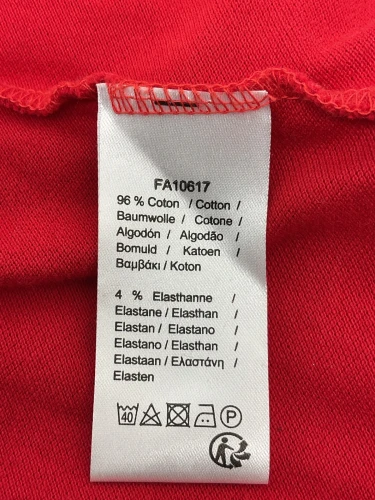 FA10617
96 % Coton / Cotton /
Baumwolle / Cotone /
Algodón / Algodão /
Bomuld / Katoen /
Βαμβάκι / Koton
4 % Elasthanne /
Elastane / Elasthan /
Elastan / Elastano /
Elastano / Elasthan /
Elastaan / Ελαστάνη /
Elasten
40 P